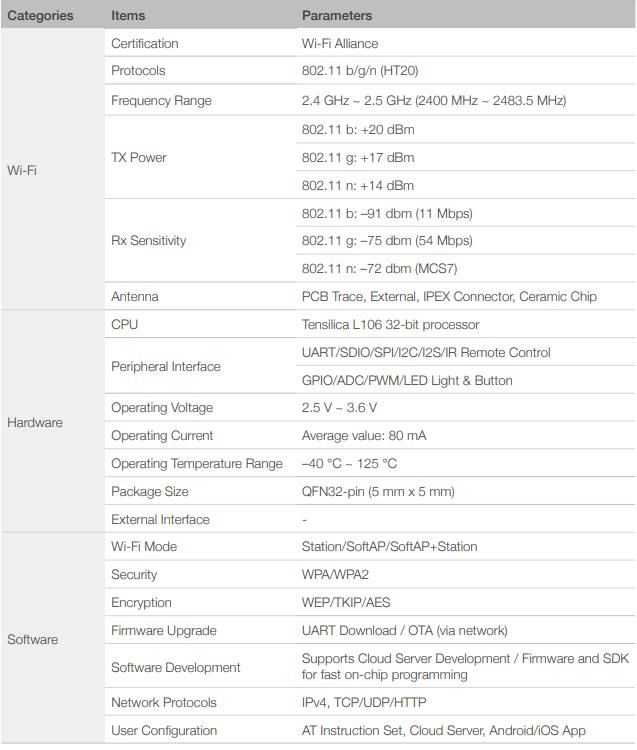 Categories Items Parameters
Wi-Fi
Certification Wi-Fi Alliance
Protocols 802.11 b/g/n (HT20)
Frequency Range 2.4 GHz ~ 2.5 GHz (2400 MHz ~ 2483.5 MHz)
TX Power
802.11 b: +20 dBm
802.11 g: +17 dBm
802.11 n: +14 dBm
Rx Sensitivity
802.11 b: –91 dbm (11 Mbps)
802.11 g: –75 dbm (54 Mbps)
802.11 n: –72 dbm (MCS7)
Antenna PCB Trace, External, IPEX Connector, Ceramic Chip
Hardware
CPU Tensilica L106 32-bit processor
Peripheral Interface
UART/SDIO/SPI/I2C/I2S/IR Remote Control
GPIO/ADC/PWM/LED Light & Button
Operating Voltage 2.5 V ~ 3.6 V
Operating Current Average value: 80 mA
Operating Temperature Range –40 °C ~ 125 °C
Package Size QFN32-pin (5 mm x 5 mm)
External Interface -
Software
Wi-Fi Mode Station/SoftAP/SoftAP+Station
Security WPA/WPA2
Encryption WEP/TKIP/AES
Firmware Upgrade UART Download / OTA (via network)
Software Development
Supports Cloud Server Development / Firmware and SDK
for fast on-chip programming
Network Protocols IPv4, TCP/UDP/HTTP
User Configuration AT Instruction Set, Cloud Server, Android/iOS App